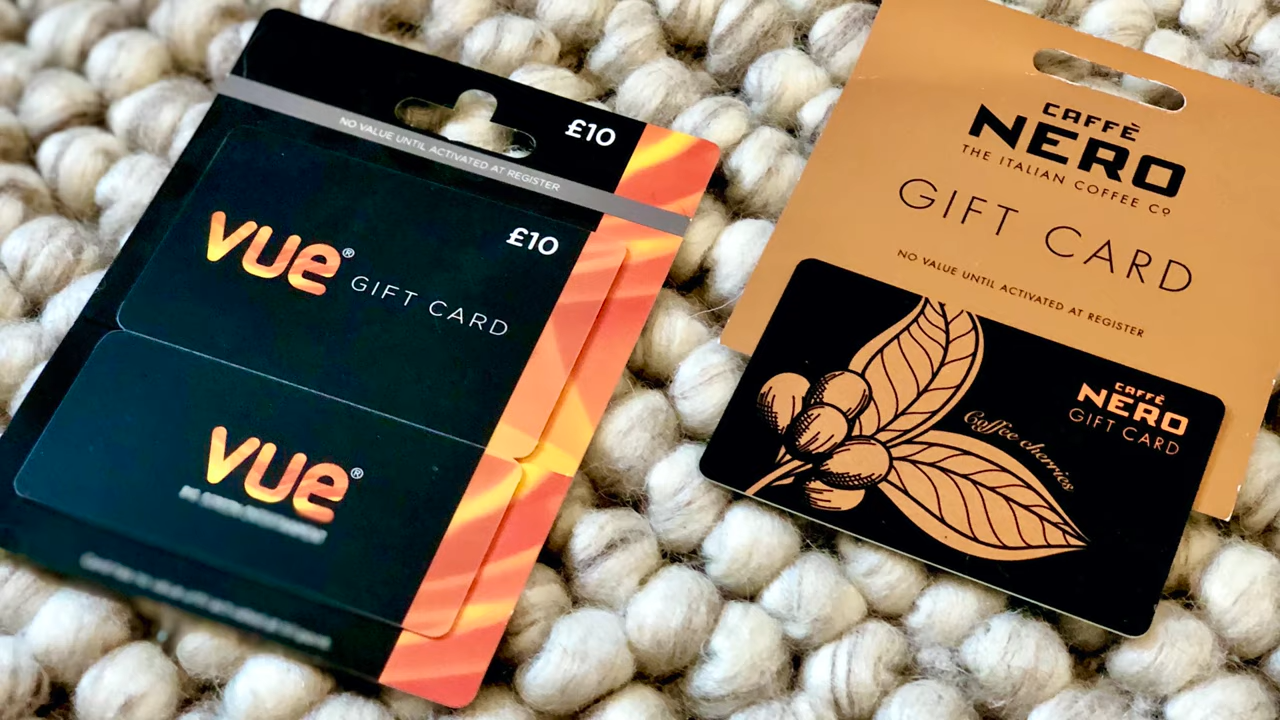 £10
NO VALUE UNTIL ACTIVATED AT REGISTER
£10
vue® GIFT CARD
vue®
CAFFÈ
NERO
THE ITALIAN COFFEE Cº
GIFT CARD
NO VALUE UNTIL ACTIVATED AT REGISTER
CAFFÈ
NERO
GIFT CARD
Coffee cherries